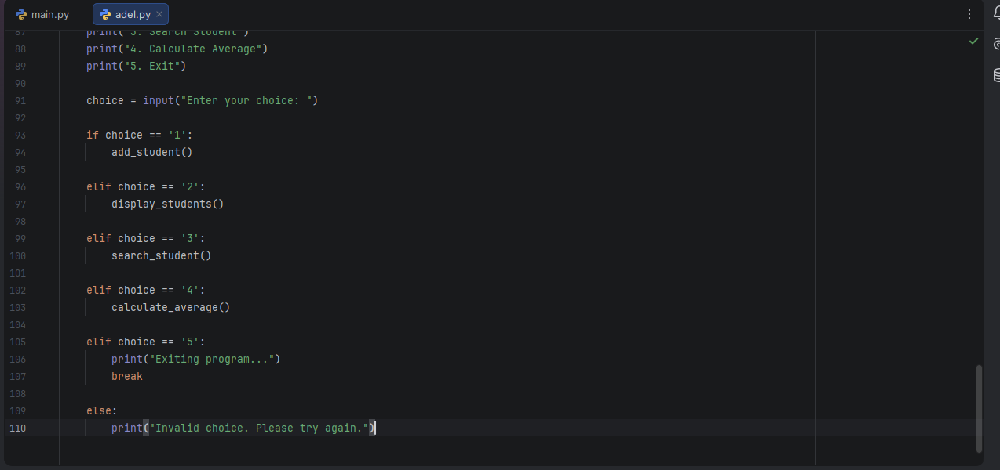 main.py
adel.py
87 print("3. Search Student")
88 print("4. Calculate Average")
89 print("5. Exit")
90
91 choice = input("Enter your choice: ")
92
93 if choice == '1':
94 add_student()
95
96 elif choice == '2':
97 display_students()
98
99 elif choice == '3':
100 search_student()
101
102 elif choice == '4':
103 calculate_average()
104
105 elif choice == '5':
106 print("Exiting program...")
107 break
108
109 else:
110 print("Invalid choice. Please try again.")